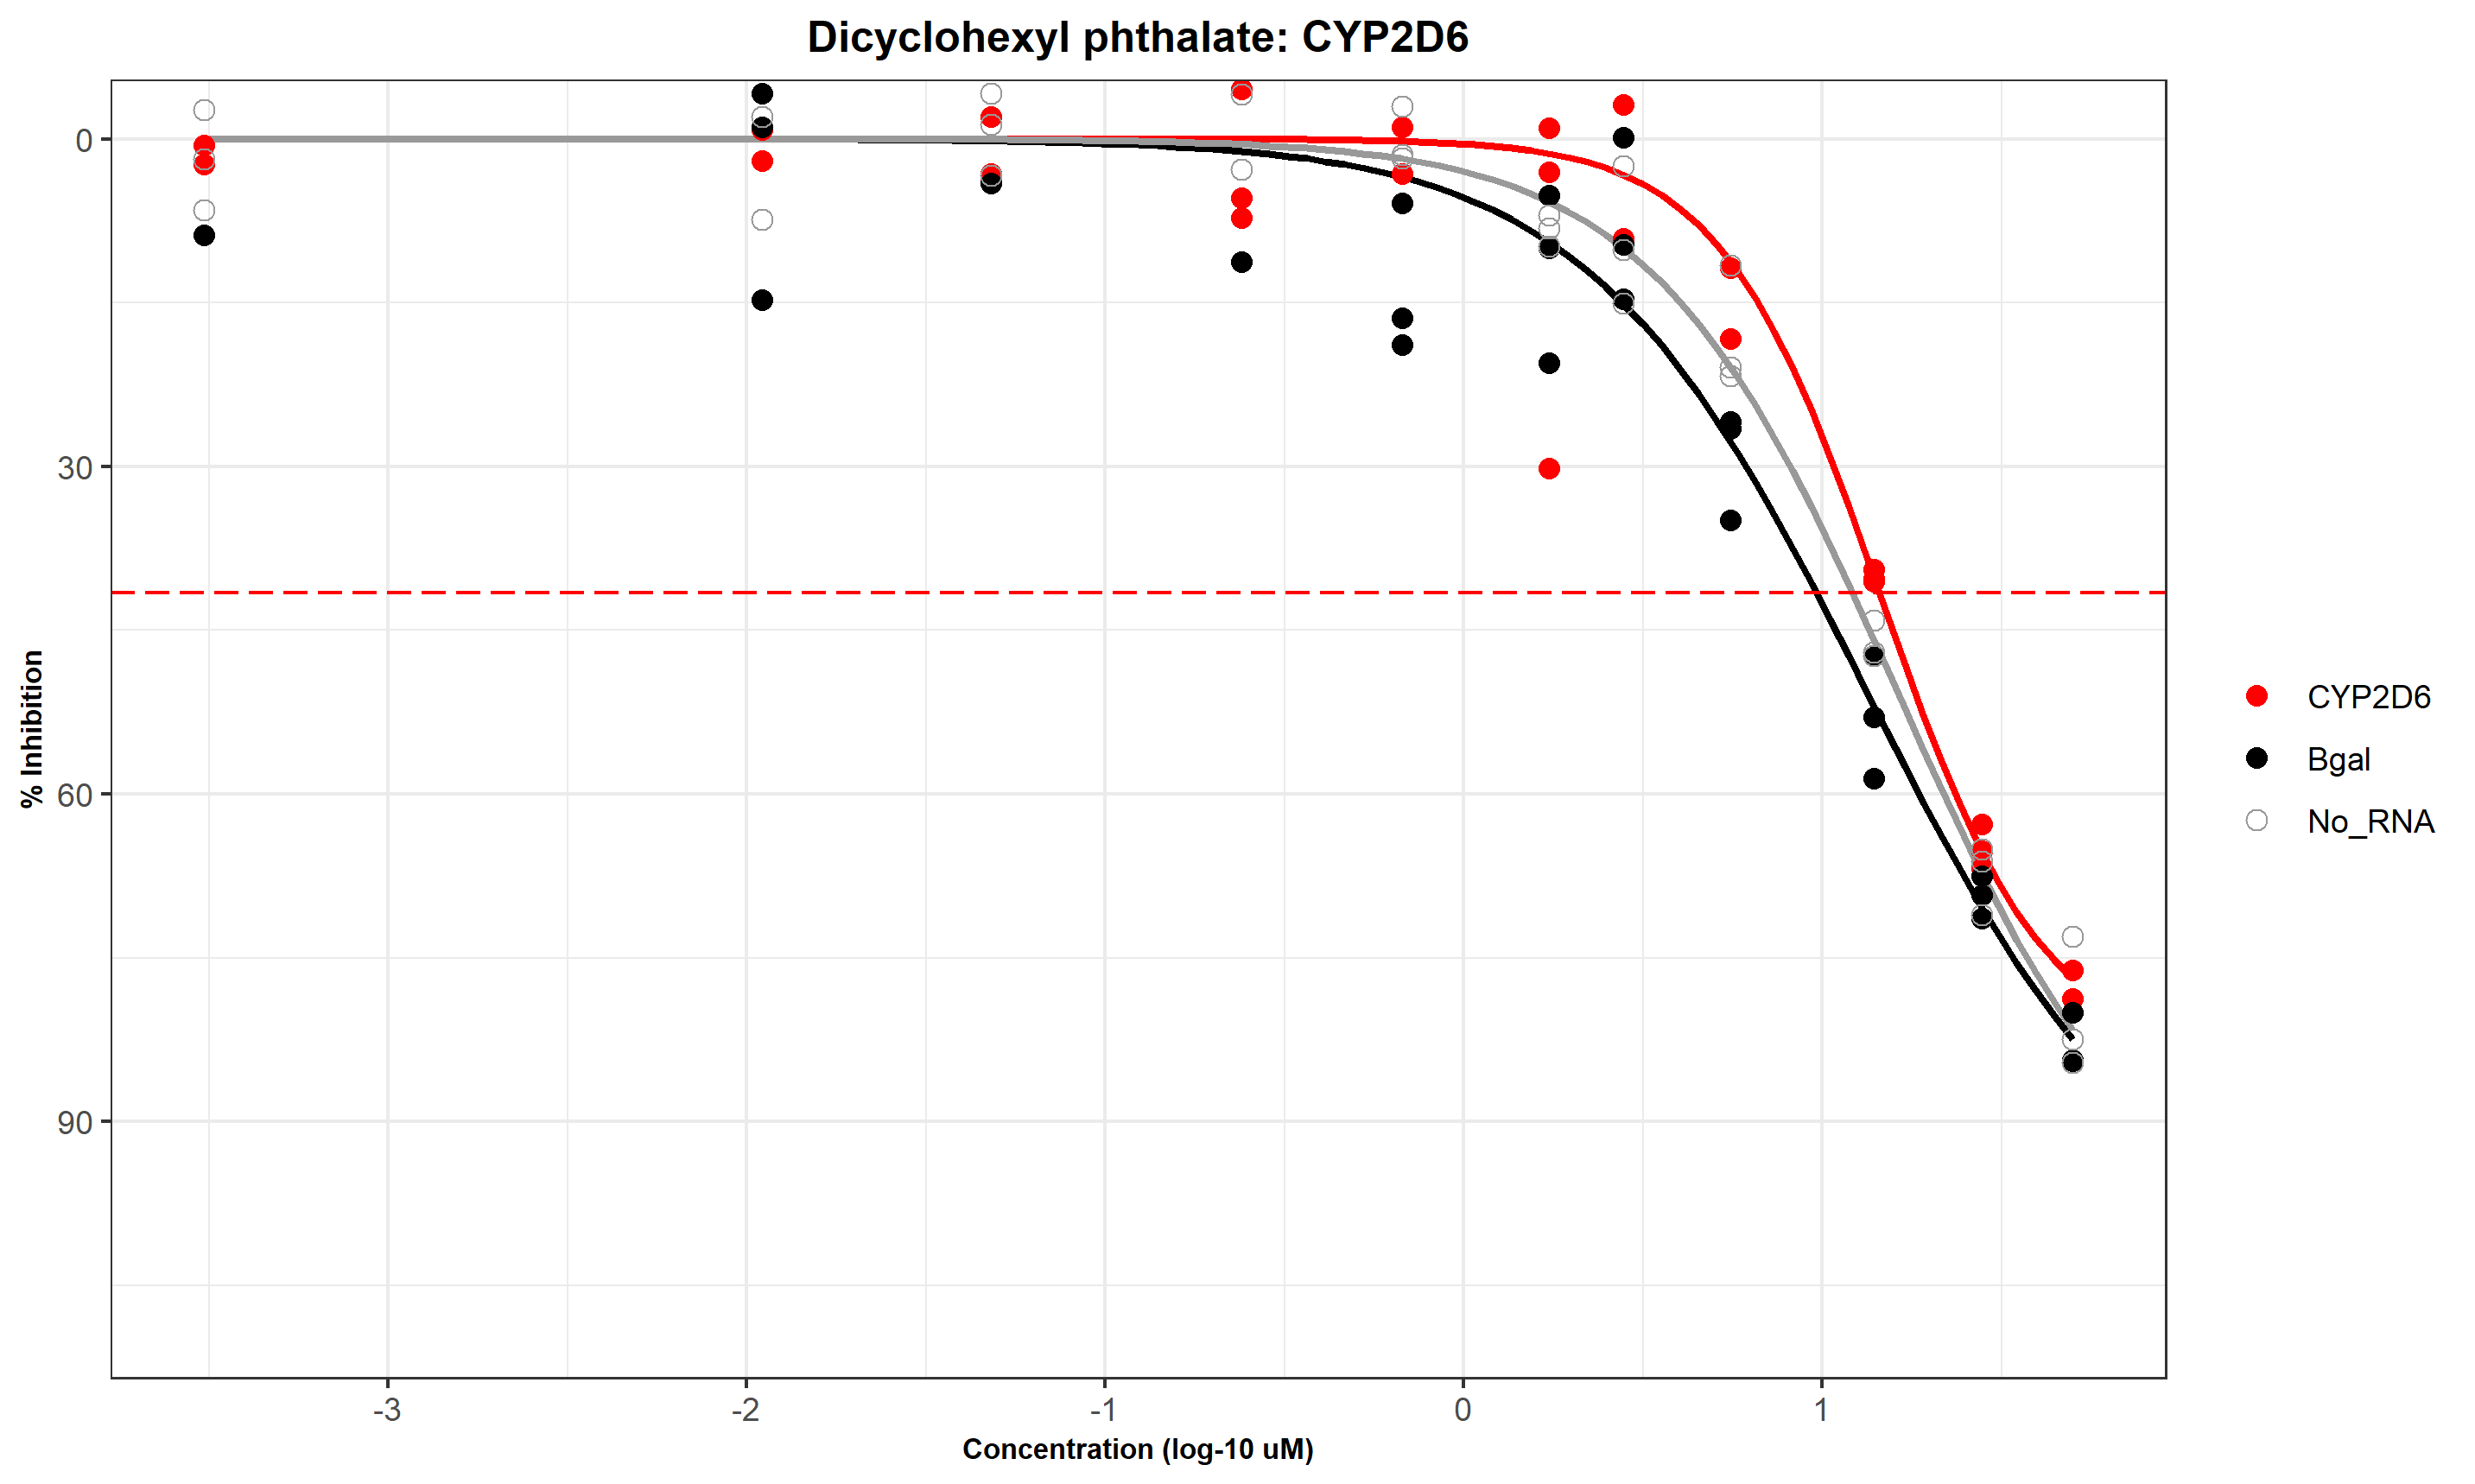 Dicyclohexyl phthalate: CYP2D6
0
30
60
90
% Inhibition
-3
-2
-1
0
1
Concentration (log-10 uM)
CYP2D6
Bgal
No_RNA